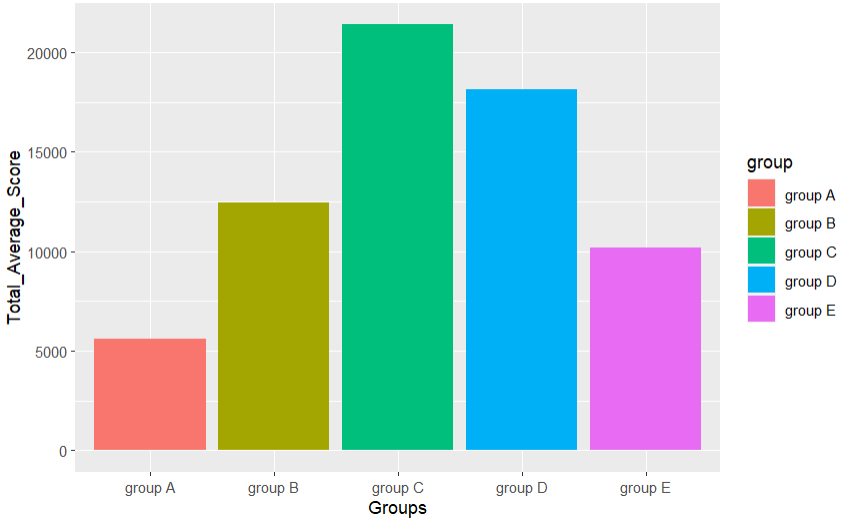 20000
15000
10000
5000
0
Total_Average_Score
group A
group B
group C
group D
group E
Groups
group
group A
group B
group C
group D
group E